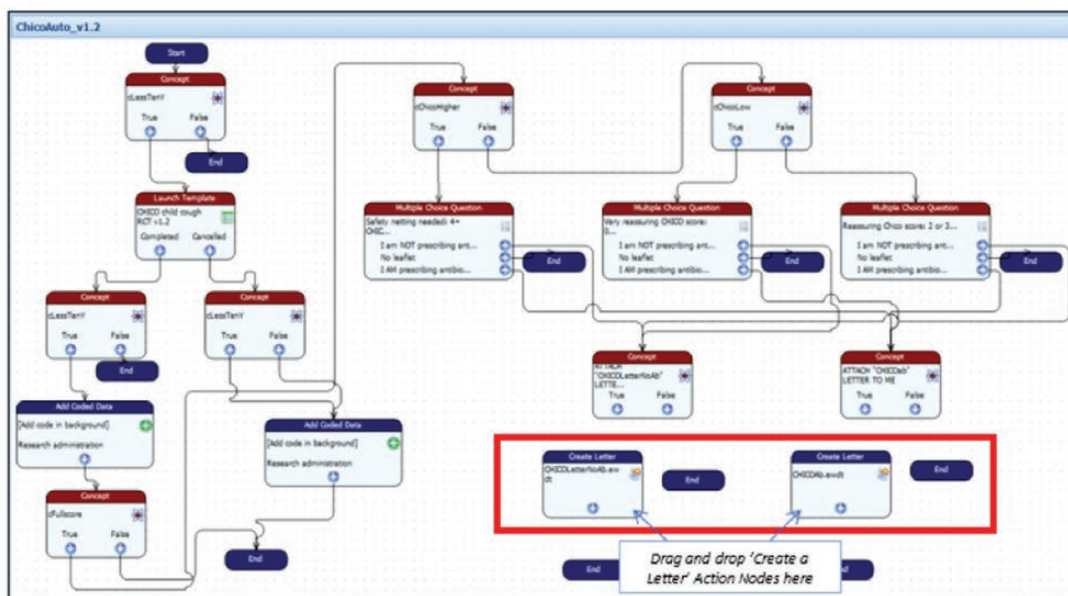 ChicoAuto_v1.2
Start
Concept
cLessTenY
True False
End
Launch Template
CHICO child cough
RCT v1.2
Completed Cancelled
Concept
cLessTenY
True False
End
Concept
cLessTenY
True False
Add Coded Data
[Add code in background]
Research administration
Add Coded Data
[Add code in background]
Research administration
Concept
cFullscore
True False
End
Concept
cChicoHigher
True False
Concept
cChicoLow
True False
Multiple Choice Question
Safety netting needed: 4+
CHIC...
I am NOT prescribing ant...
No leaflet
I AM prescribing antibio...
End
Multiple Choice Question
Very reassuring CHICO score:
0...
I am NOT prescribing ant...
No leaflet
I AM prescribing antibio...
End
Multiple Choice Question
Reassuring Chico score: 2 or 3...
I am NOT prescribing ant...
No leaflet
I AM prescribing antibio...
End
Concept
ATTACH
"CHICOLetterNoAb"
LETTE...
True False
Concept
ATTACH "CHICOab"
LETTER TO ME
True False
Create Letter
CHICOLetterNoAb.aw
dt
End
Create Letter
CHICOAb.awdt
End
End
Drag and drop 'Create a
Letter' Action Nodes here